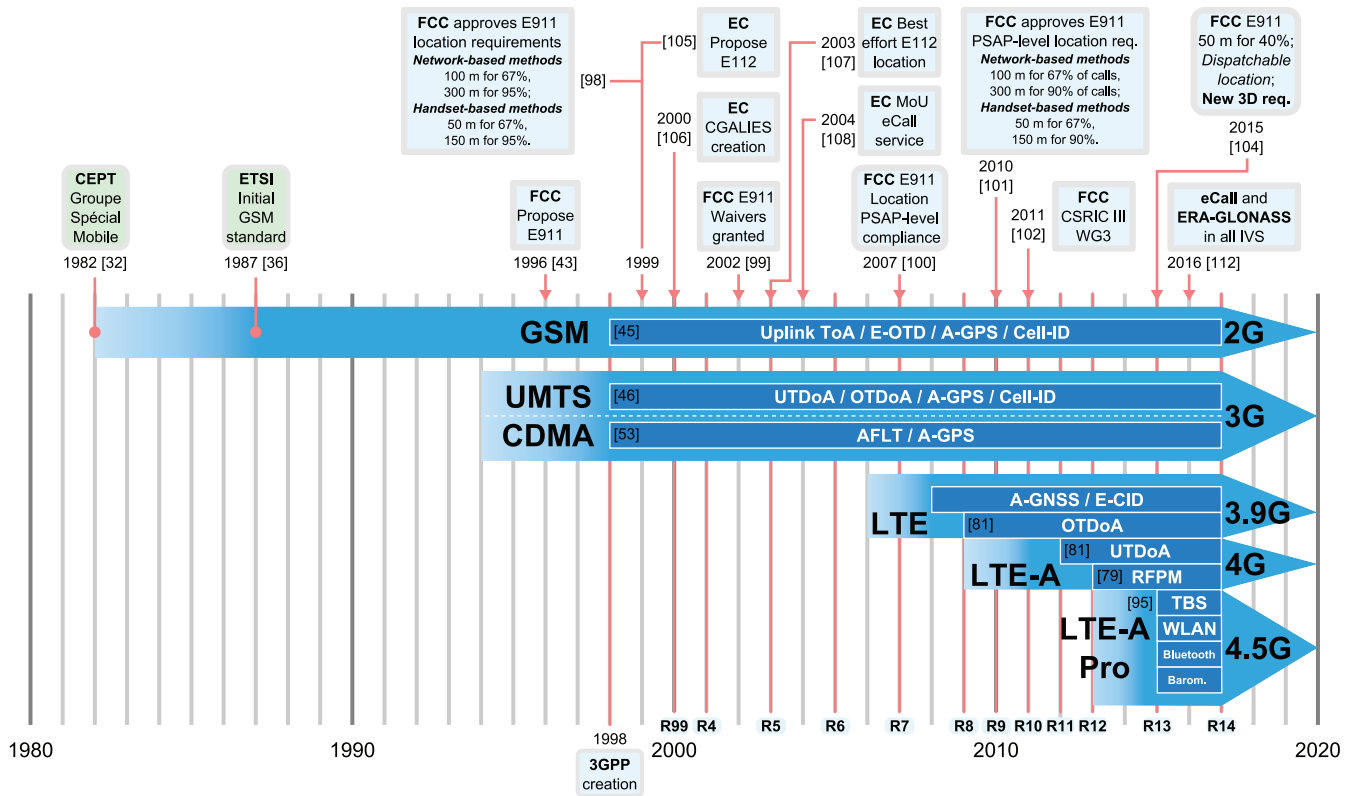 FCC approves E911
location requirements
Network-based methods
100 m for 67%,
300 m for 95%;
Handset-based methods
50 m for 67%,
150 m for 95%.
[98]
[105]
EC
Propose
E112
2000
[106]
EC
CGALIES
creation
2003
[107]
EC Best
effort E112
location
2004
[108]
EC MoU
eCall
service
FCC approves E911
PSAP-level location req.
Network-based methods
100 m for 67% of calls,
300 m for 90% of calls;
Handset-based methods
50 m for 67%,
150 m for 90%.
2010
[101]
FCC E911
50 m for 40%;
Dispatchable
location;
New 3D req.
2015
[104]
CEPT
Groupe
Spécial
Mobile
1982 [32]
ETSI
Initial
GSM
standard
1987 [36]
FCC
Propose
E911
1996 [43]
1999
FCC E911
Waivers
granted
2002 [99]
FCC E911
Location
PSAP-level
compliance
2007 [100]
2011
[102]
FCC
CSRIC III
WG3
eCall and
ERA-GLONASS
in all IVS
2016 [112]
GSM
[45]
Uplink ToA / E-OTD / A-GPS / Cell-ID
2G
UMTS
[46]
UTDoA / OTDoA / A-GPS / Cell-ID
3G
CDMA
[53]
AFLT / A-GPS
LTE
A-GNSS / E-CID
3.9G
[81]
OTDoA
LTE-A
[81]
UTDoA
4G
[79]
RFPM
LTE-A
Pro
[95]
TBS
WLAN
Bluetooth
Barom.
4.5G
R99
R4
R5
R6
R7
R8
R9
R10
R11
R12
R13
R14
1980
1990
1998
2000
2010
2020
3GPP
creation